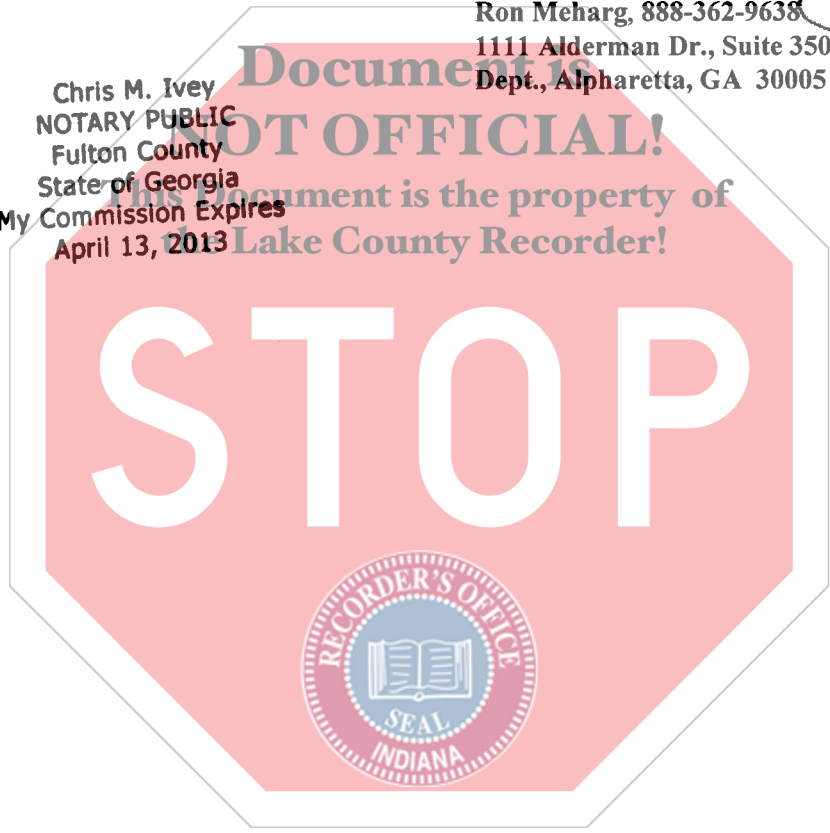 Ron Meharg, 888-362-9638
1111 Alderman Dr., Suite 350
Dept., Alpharetta, GA 30005
Chris M. Ivey
NOTARY PUBLIC
Fulton County
State of Georgia
My Commission Expires
April 13, 2013
Document is
NOT OFFICIAL!
This Document is the property of
the Lake County Recorder!
STOP
RECORDER'S OFFICE
SEAL
INDIANA